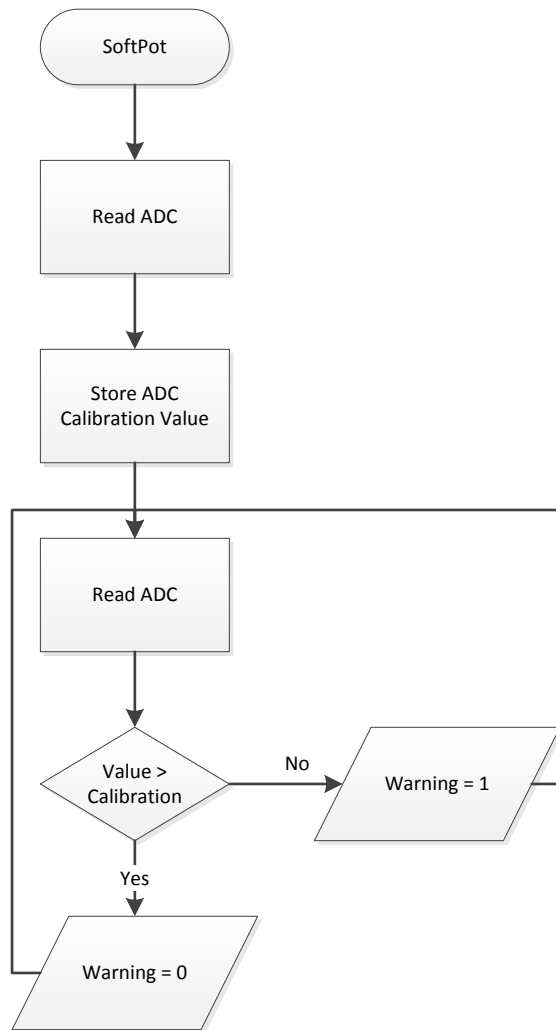 SoftPot
Read ADC
Store ADC
Calibration Value
Read ADC
Value >
Calibration
No
Warning = 1
Yes
Warning = 0